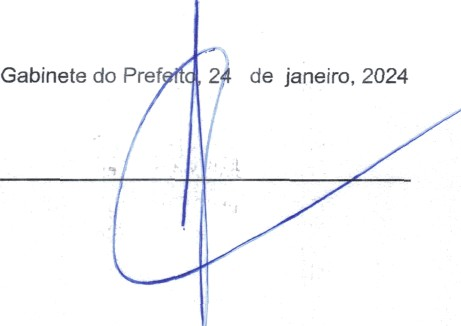 Gabinete do Prefeito, 24 de janeiro, 2024